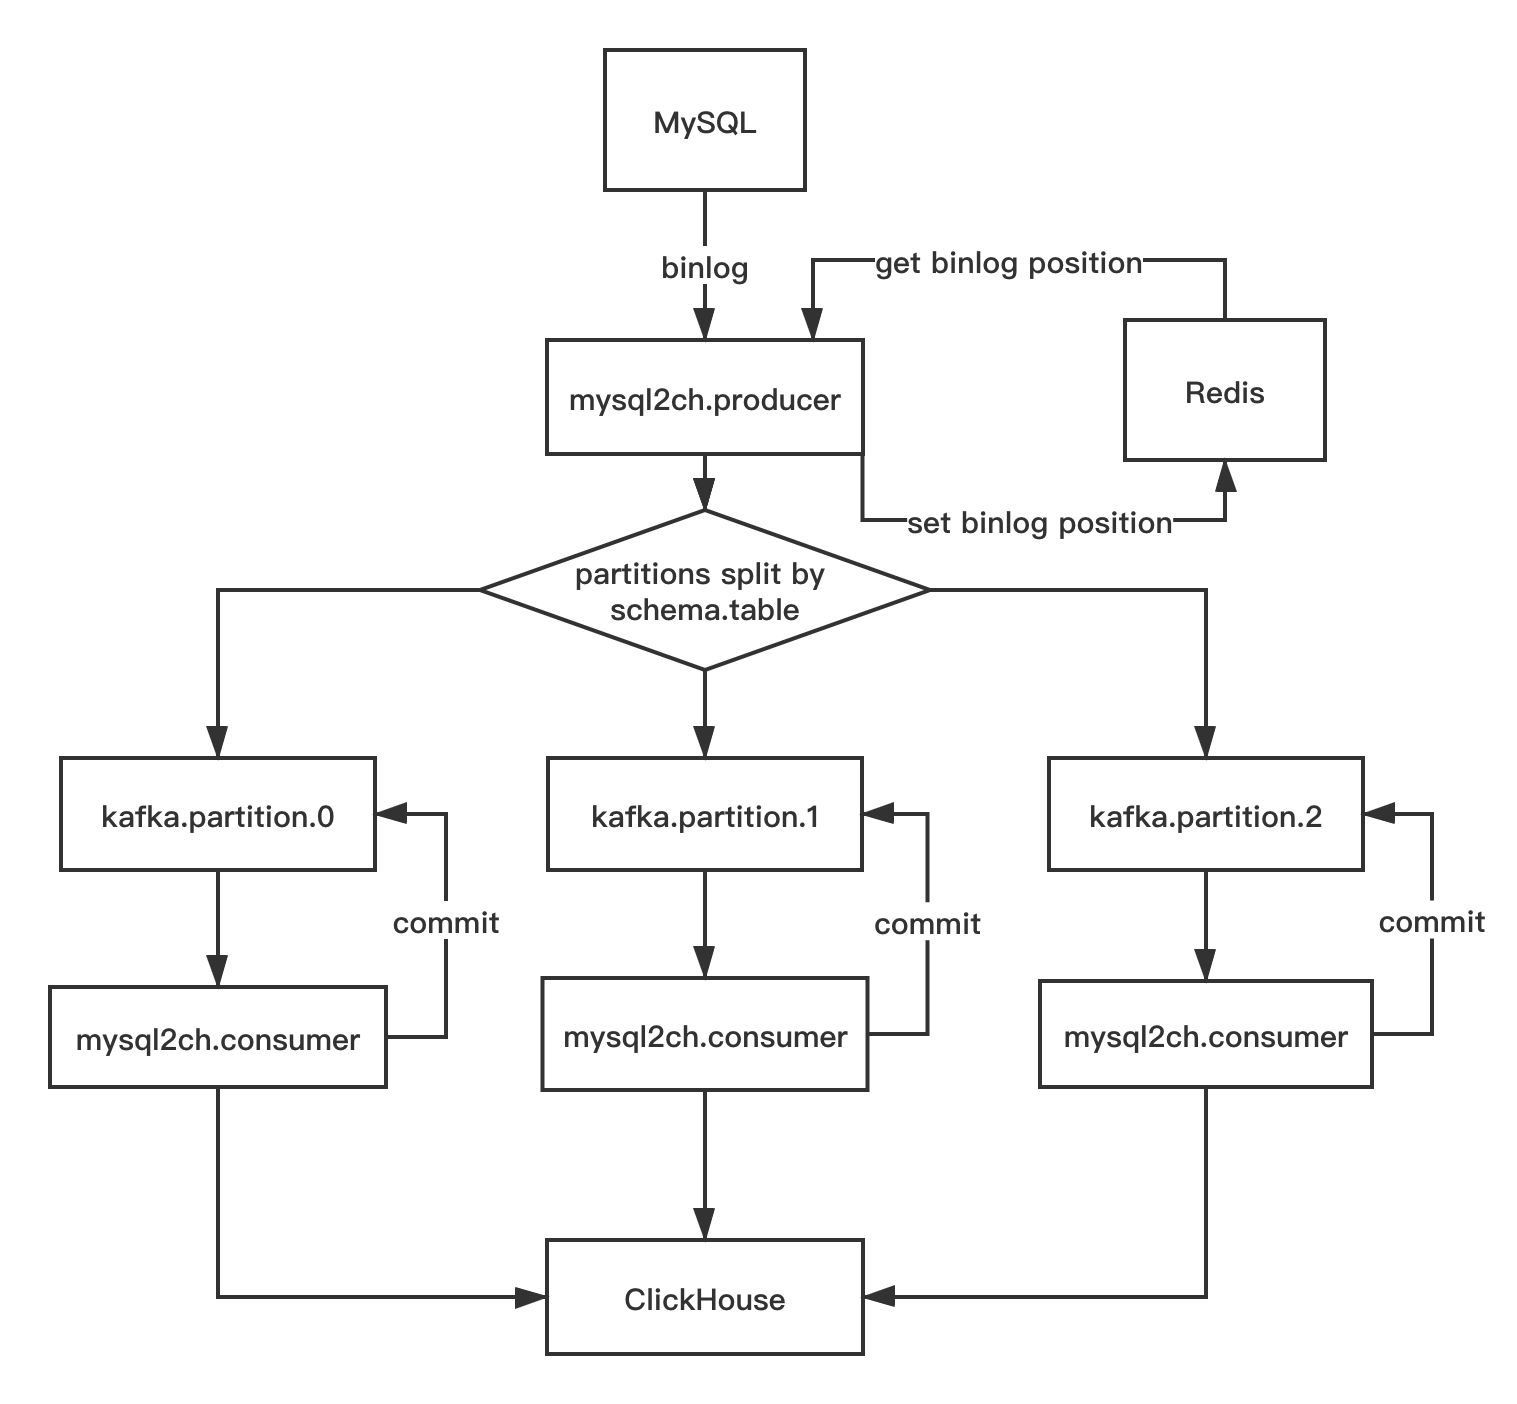 MySQL
binlog
get binlog position
mysql2ch.producer
Redis
set binlog position
partitions split by
schema.table
kafka.partition.0
kafka.partition.1
kafka.partition.2
commit
commit
commit
mysql2ch.consumer
mysql2ch.consumer
mysql2ch.consumer
ClickHouse